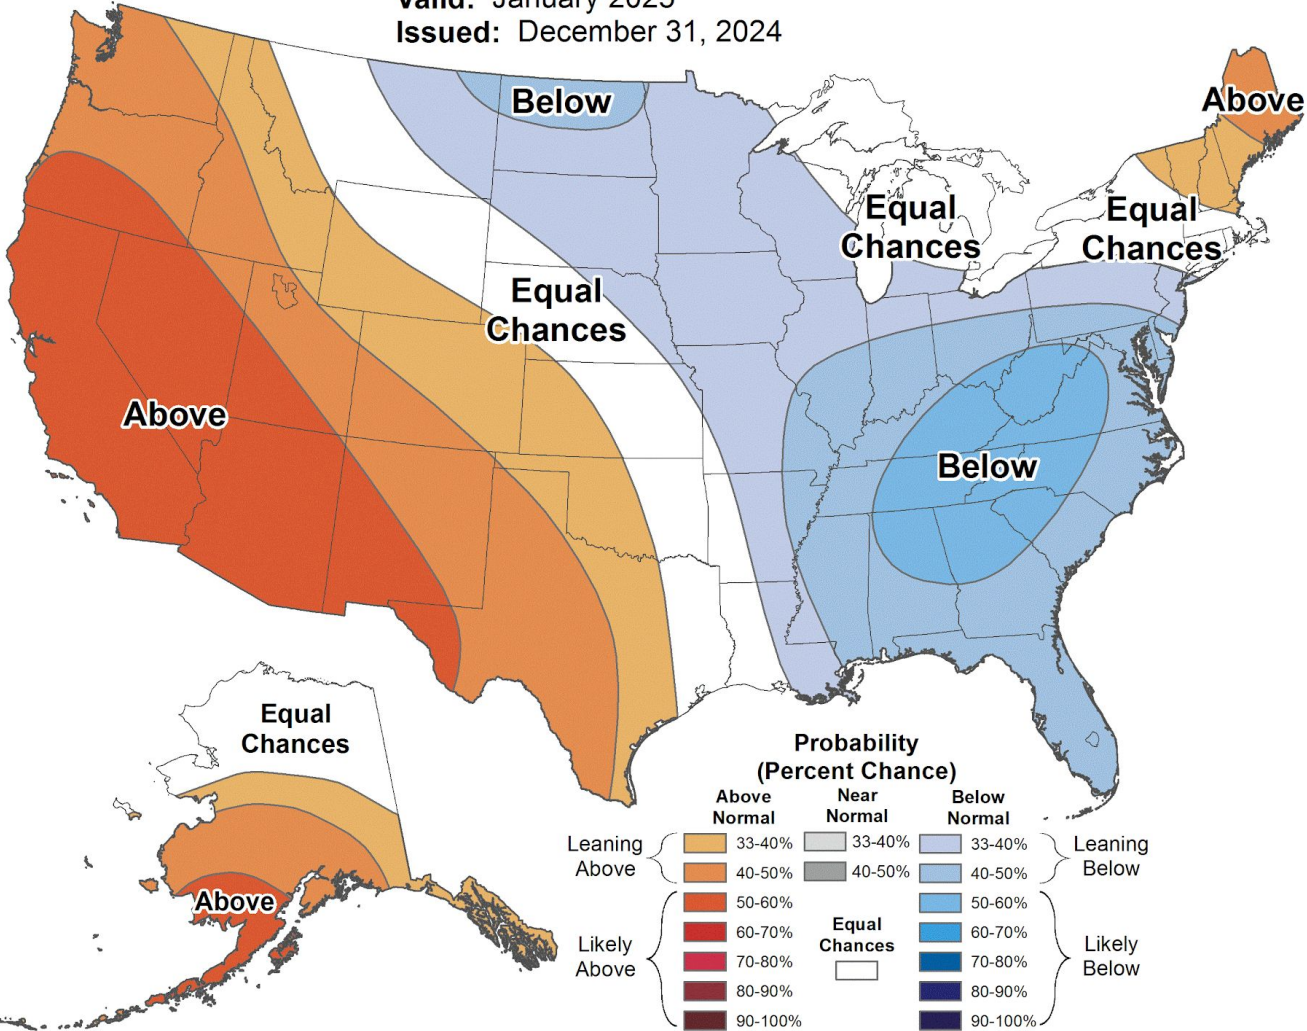 Valid: January 2025
Issued: December 31, 2024
Below
Above
Equal
Chances
Equal
Chances
Equal
Chances
Above
Below
Equal
Chances
Above
Probability
(Percent Chance)
Above
Normal
Near
Normal
Below
Normal
Leaning
Above
33-40%
33-40%
33-40%
Leaning
Below
40-50%
40-50%
40-50%
50-60%
50-60%
60-70%
Equal
Chances
60-70%
Likely
Above
70-80%
70-80%
Likely
Below
80-90%
80-90%
90-100%
90-100%